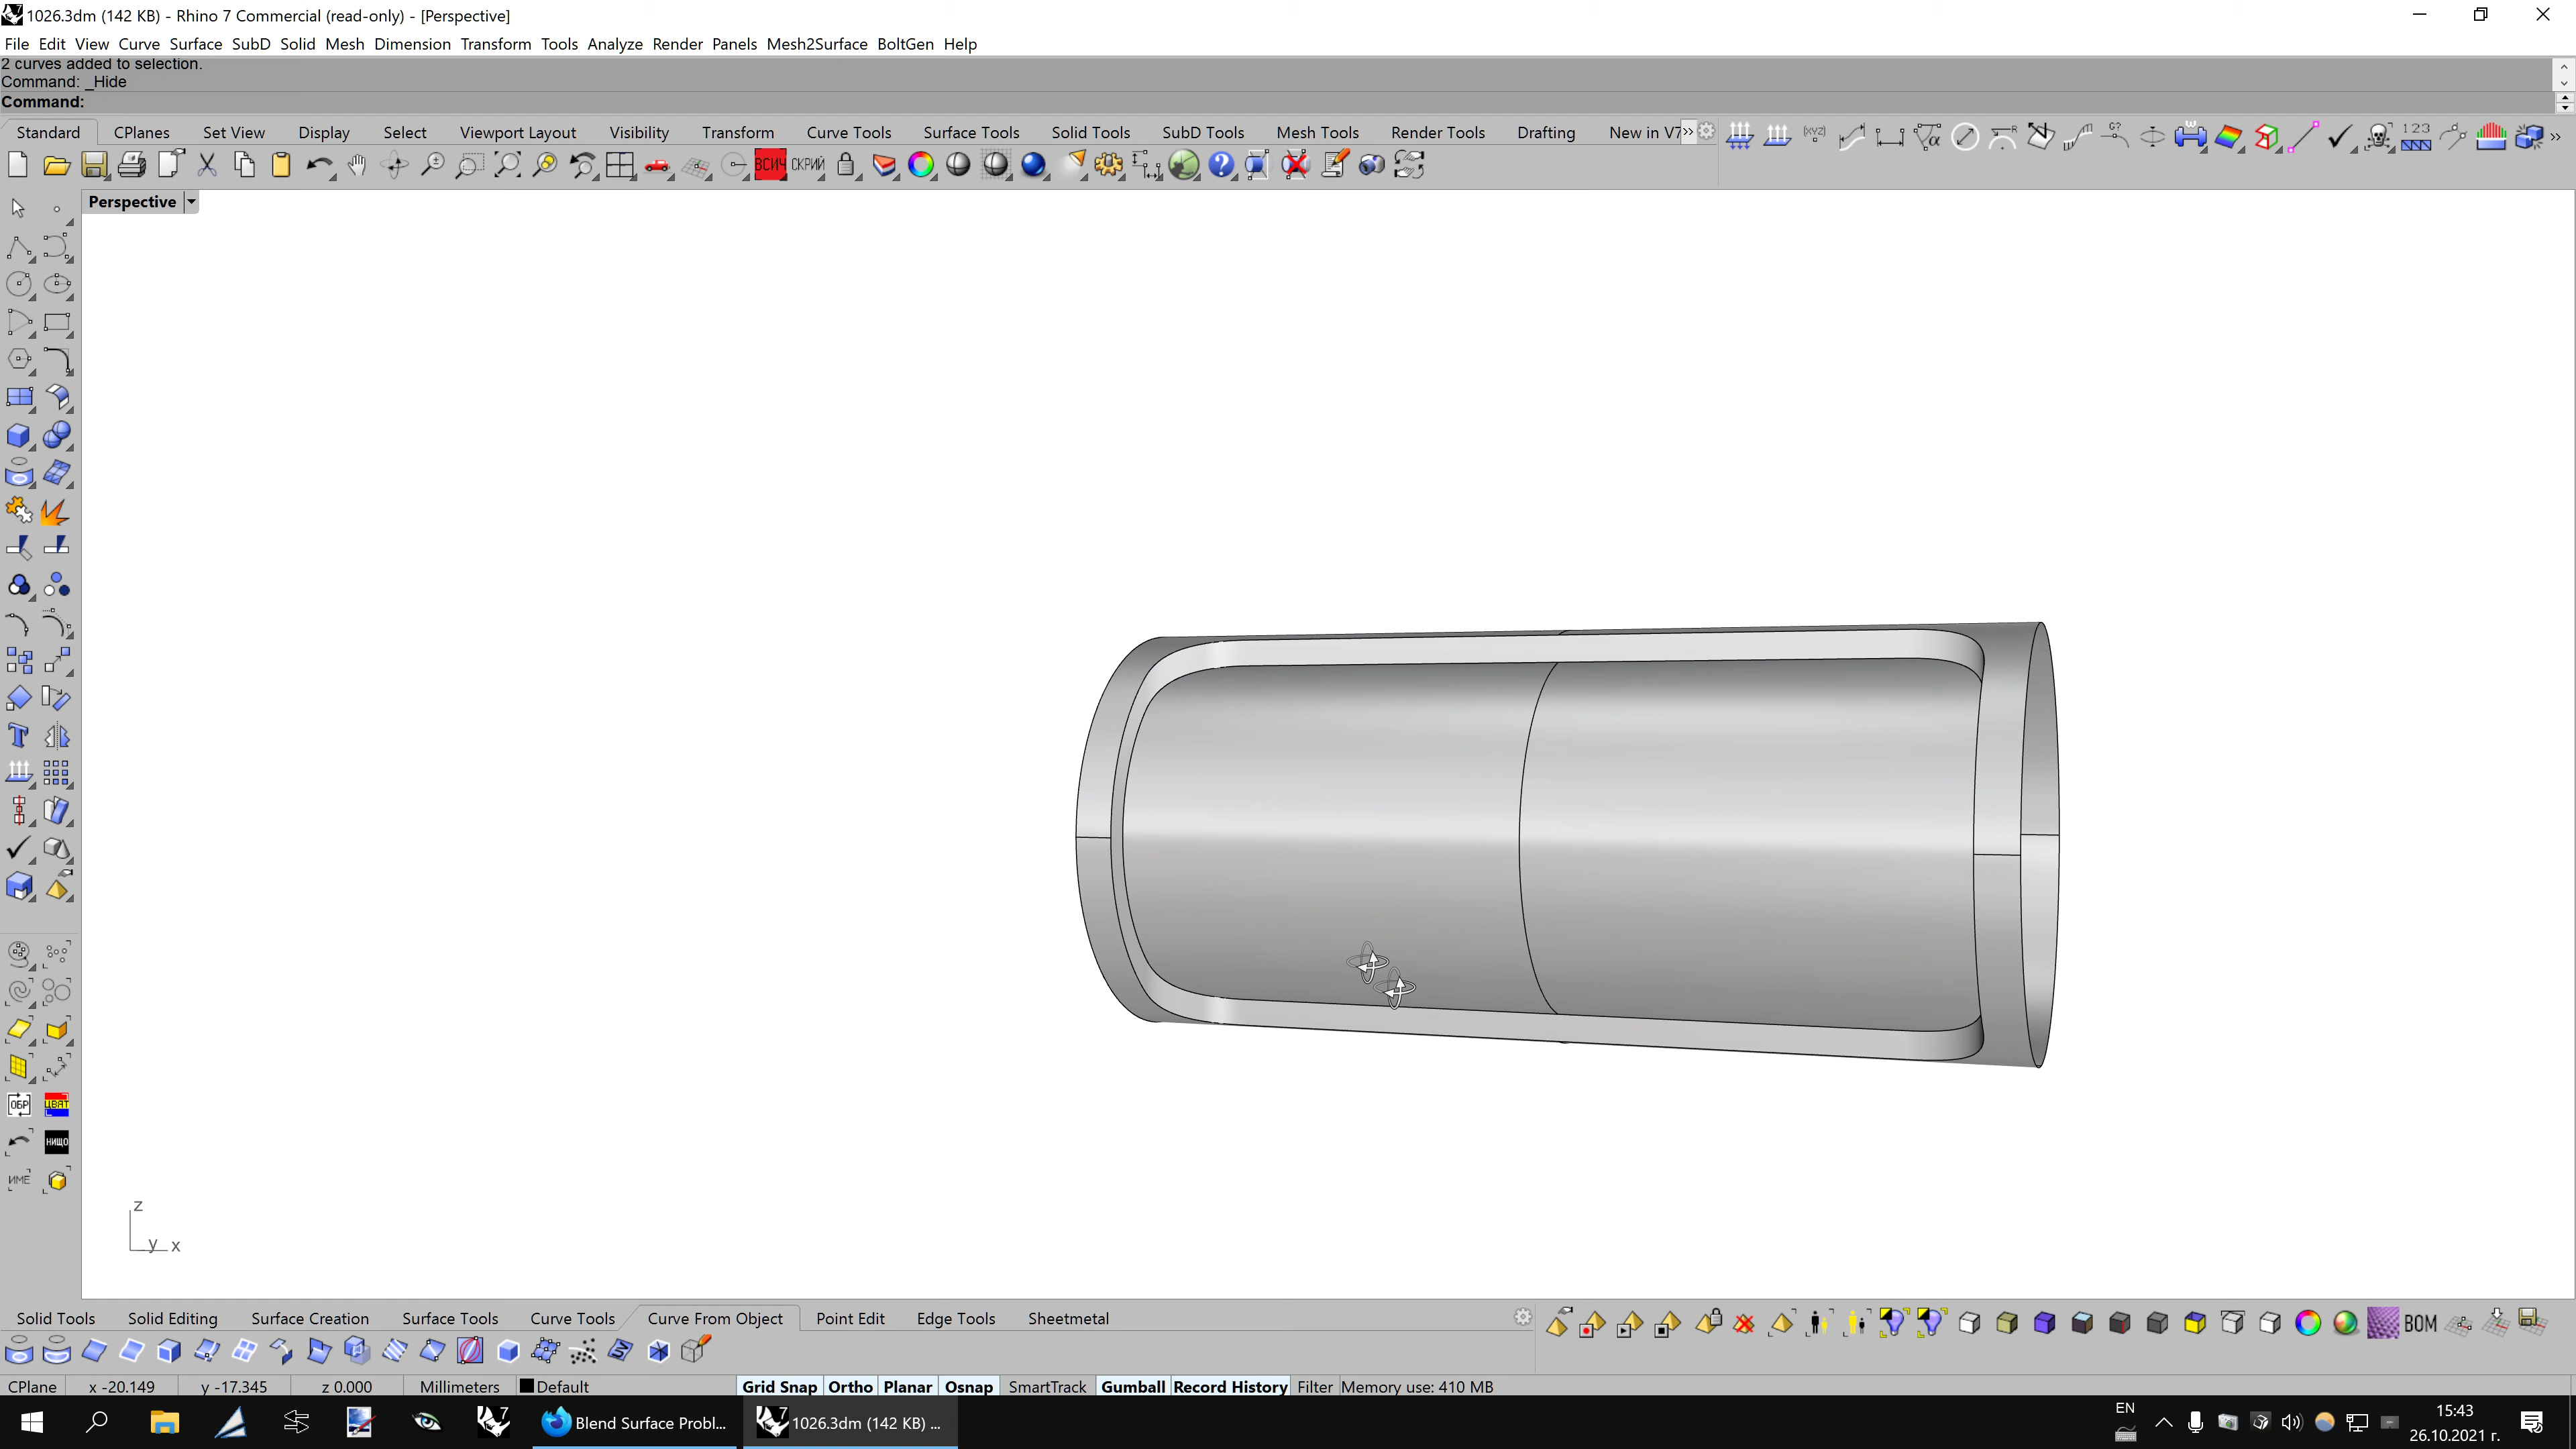 1026.3dm (142 KB) - Rhino 7 Commercial (read-only) - [Perspective]
File Edit View Curve Surface SubD Solid Mesh Dimension Transform Tools Analyze Render Panels Mesh2Surface BoltGen Help
2 curves added to selection.
Command: _Hide
Command:
Standard CPlanes Set View Display Select Viewport Layout Visibility Transform Curve Tools Surface Tools Solid Tools SubD Tools Mesh Tools Render Tools Drafting New in V7
ВСИЧ СКРИЙ
Perspective
ОБР ЦВЯТ
НИЩО
ИМЕ
z
y x
Solid Tools Solid Editing Surface Creation Surface Tools Curve Tools Curve From Object Point Edit Edge Tools Sheetmetal
BOM
CPlane x -20.149 y -17.345 z 0.000 Millimeters Default Grid Snap Ortho Planar Osnap SmartTrack Gumball Record History Filter Memory use: 410 MB
Blend Surface Probl...
1026.3dm (142 KB) ...
EN
15:43
26.10.2021 г.